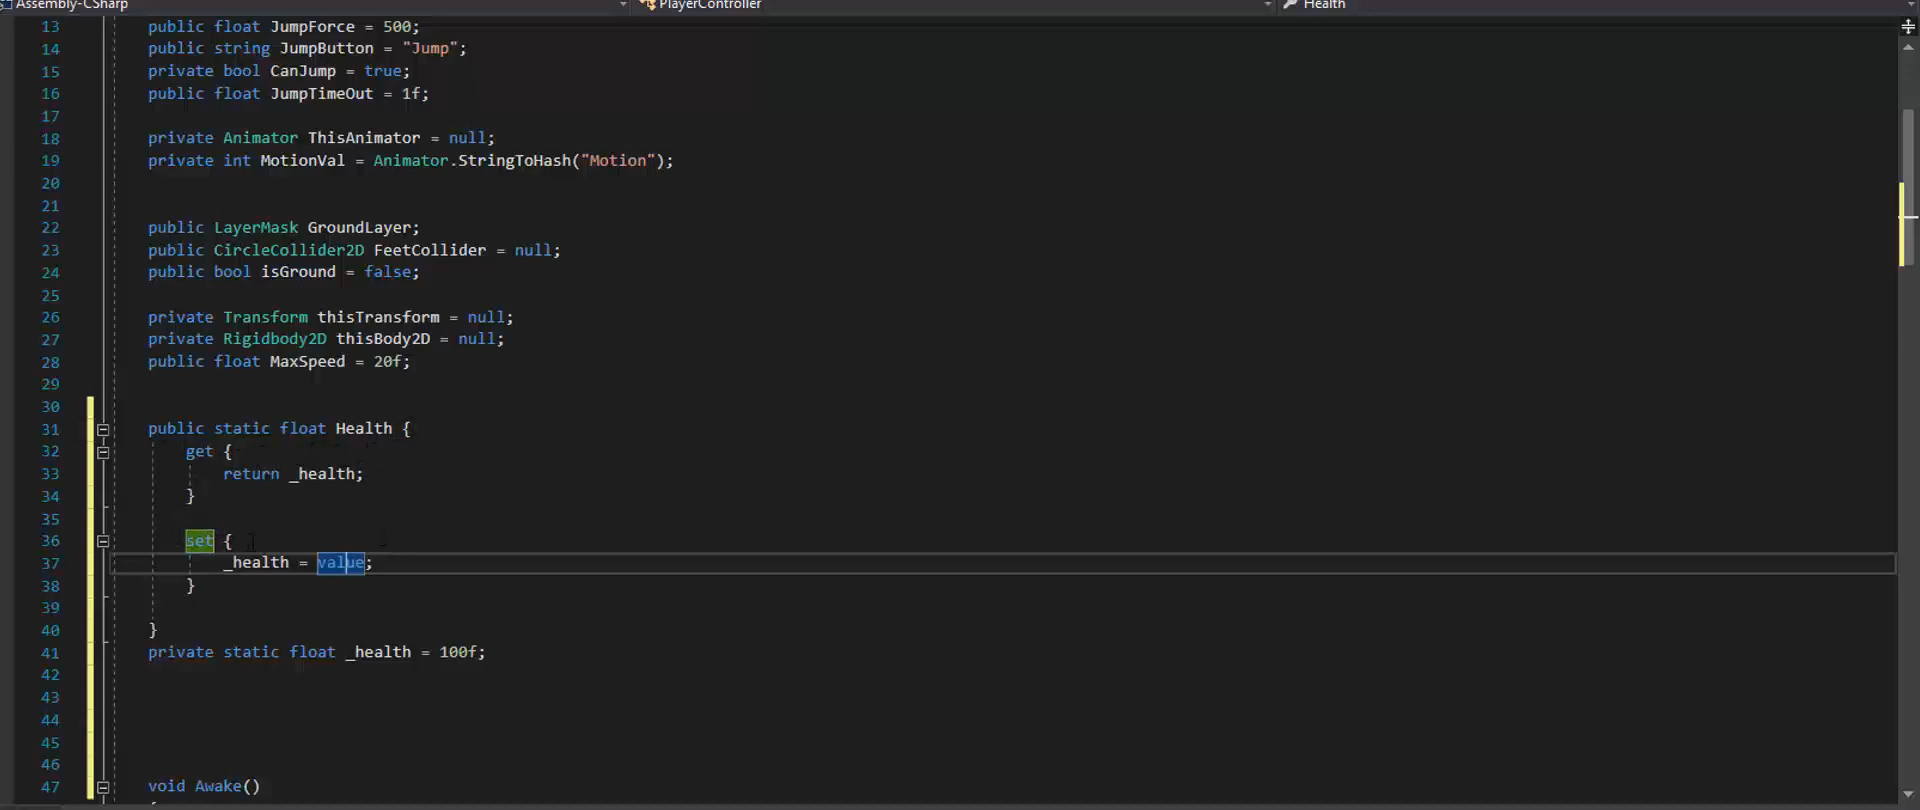 Assembly-CSharp PlayerController Health
13 public float JumpForce = 500;
14 public string JumpButton = "Jump";
15 private bool CanJump = true;
16 public float JumpTimeOut = 1f;
17
18 private Animator ThisAnimator = null;
19 private int MotionVal = Animator.StringToHash("Motion");
20
21
22 public LayerMask GroundLayer;
23 public CircleCollider2D FeetCollider = null;
24 public bool isGround = false;
25
26 private Transform thisTransform = null;
27 private Rigidbody2D thisBody2D = null;
28 public float MaxSpeed = 20f;
29
30
31 public static float Health {
32 get {
33 return _health;
34 }
35
36 set {
37 _health = value;
38 }
39
40 }
41 private static float _health = 100f;
42
43
44
45
46
47 void Awake()